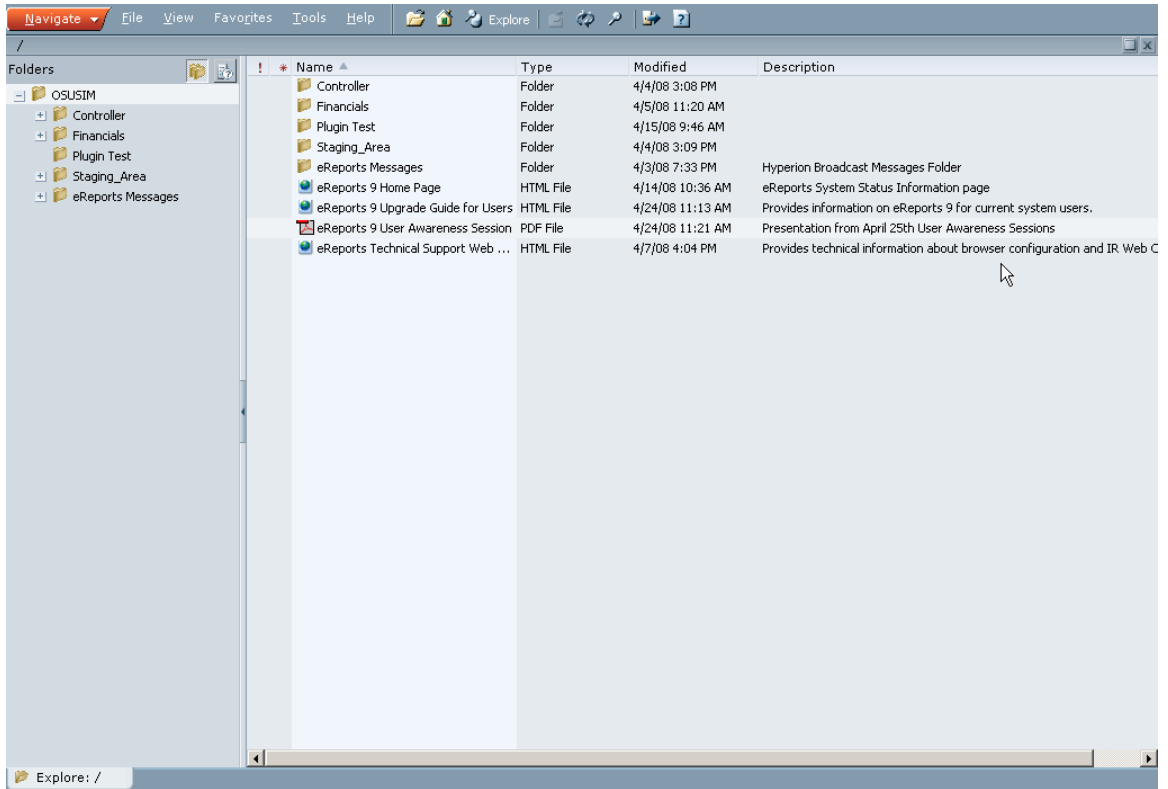 Navigate File View Favorites Tools Help Explore
/
Folders
OSUSIM
Controller
Financials
Plugin Test
Staging_Area
eReports Messages
! * Name Type Modified Description
Controller Folder 4/4/08 3:08 PM
Financials Folder 4/5/08 11:20 AM
Plugin Test Folder 4/15/08 9:46 AM
Staging_Area Folder 4/4/08 3:09 PM
eReports Messages Folder 4/3/08 7:33 PM Hyperion Broadcast Messages Folder
eReports 9 Home Page HTML File 4/14/08 10:36 AM eReports System Status Information page
eReports 9 Upgrade Guide for Users HTML File 4/24/08 11:13 AM Provides information on eReports 9 for current system users.
eReports 9 User Awareness Session PDF File 4/24/08 11:21 AM Presentation from April 25th User Awareness Sessions
eReports Technical Support Web ... HTML File 4/7/08 4:04 PM Provides technical information about browser configuration and IR Web C
Explore: /